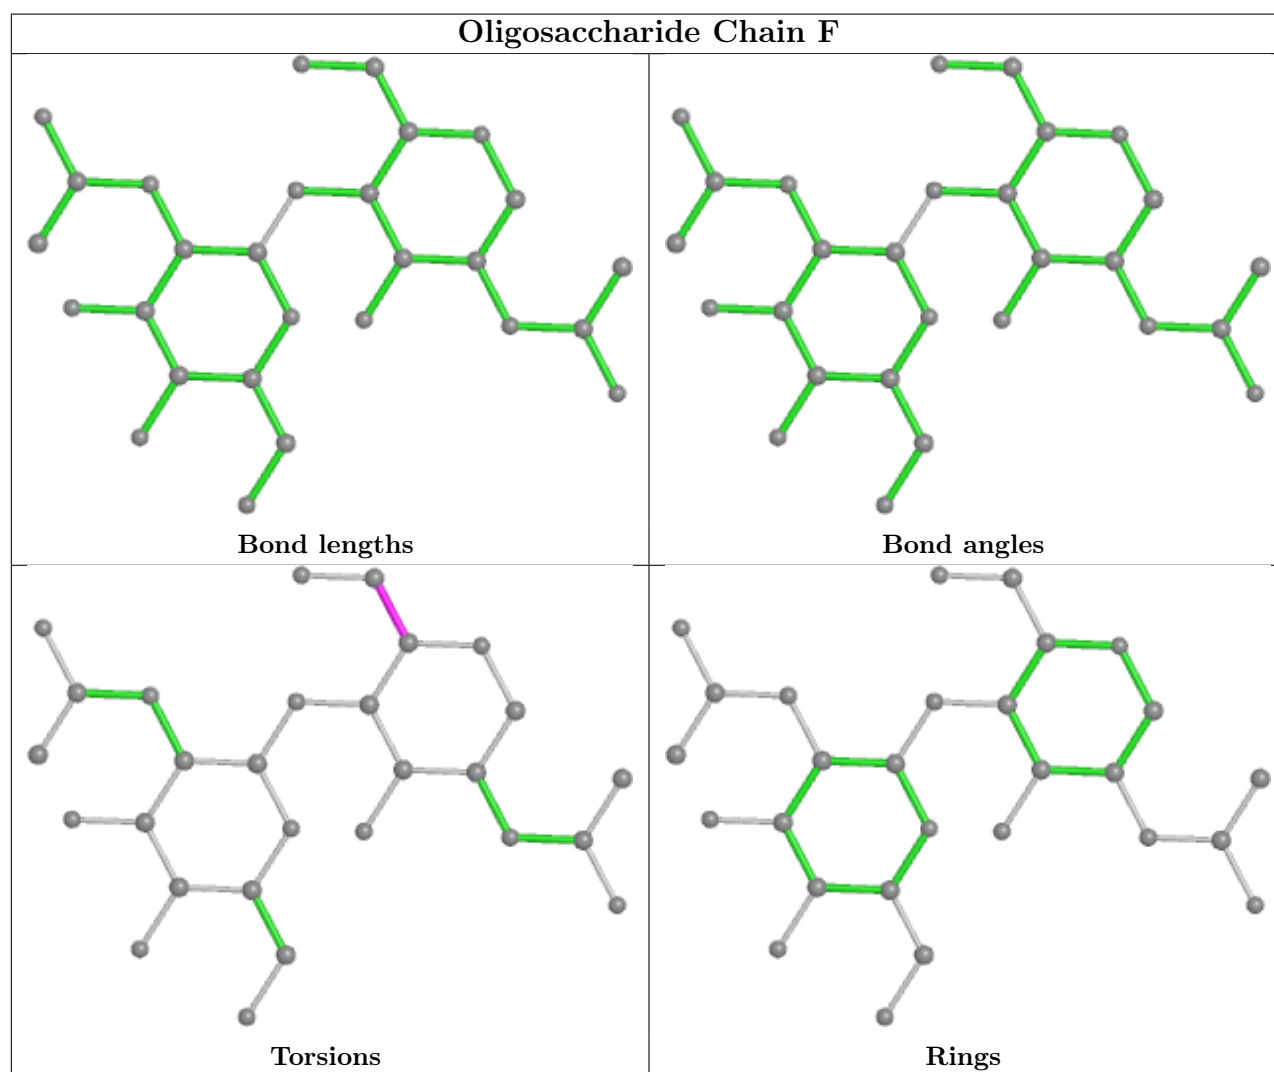 Oligosaccharide Chain F
Bond lengths
Bond angles
Torsions
Rings